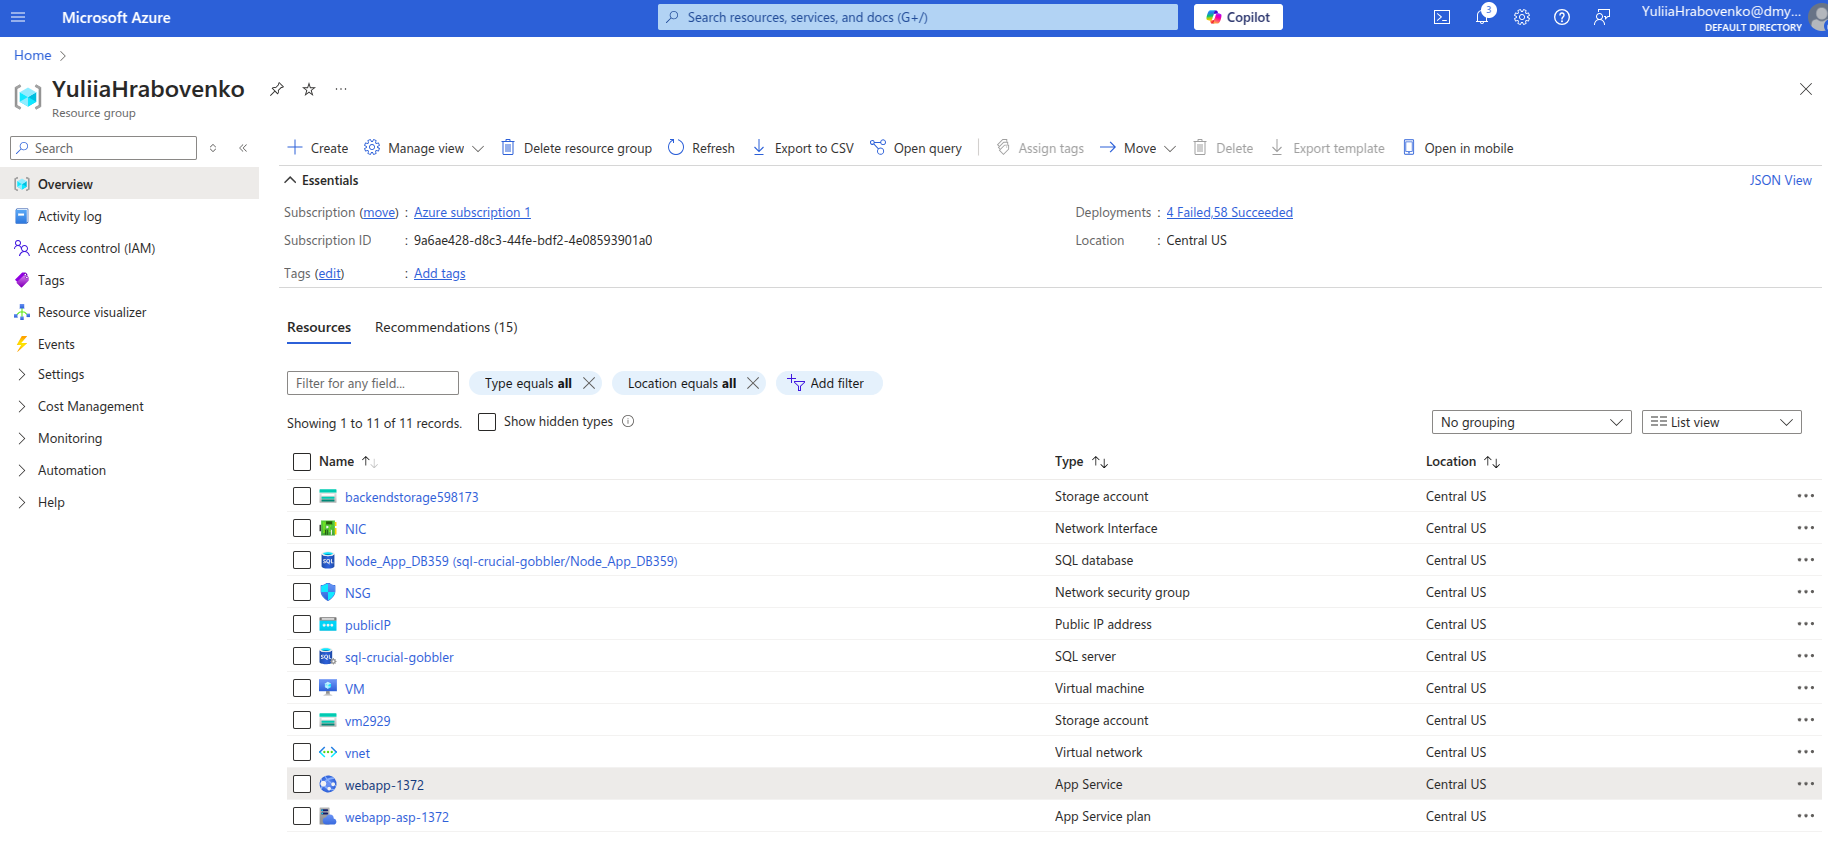 Microsoft Azure
Search resources, services, and docs (G+/)
Copilot
3
YuliiaHrabovenko@dmy...
DEFAULT DIRECTORY
Home
YuliiaHrabovenko
Resource group
Search
Create
Manage view
Delete resource group
Refresh
Export to CSV
Open query
Assign tags
Move
Delete
Export template
Open in mobile
Overview
Activity log
Access control (IAM)
Tags
Resource visualizer
Events
Settings
Cost Management
Monitoring
Automation
Help
Essentials
JSON View
Subscription (move) : Azure subscription 1
Deployments : 4 Failed,58 Succeeded
Subscription ID : 9a6ae428-d8c3-44fe-bdf2-4e08593901a0
Location : Central US
Tags (edit) : Add tags
Resources
Recommendations (15)
Filter for any field...
Type equals all
Location equals all
Add filter
Showing 1 to 11 of 11 records.
Show hidden types
No grouping
List view
Name Type Location
backendstorage598173 Storage account Central US
NIC Network Interface Central US
Node_App_DB359 (sql-crucial-gobbler/Node_App_DB359) SQL database Central US
NSG Network security group Central US
publicIP Public IP address Central US
sql-crucial-gobbler SQL server Central US
VM Virtual machine Central US
vm2929 Storage account Central US
vnet Virtual network Central US
webapp-1372 App Service Central US
webapp-asp-1372 App Service plan Central US